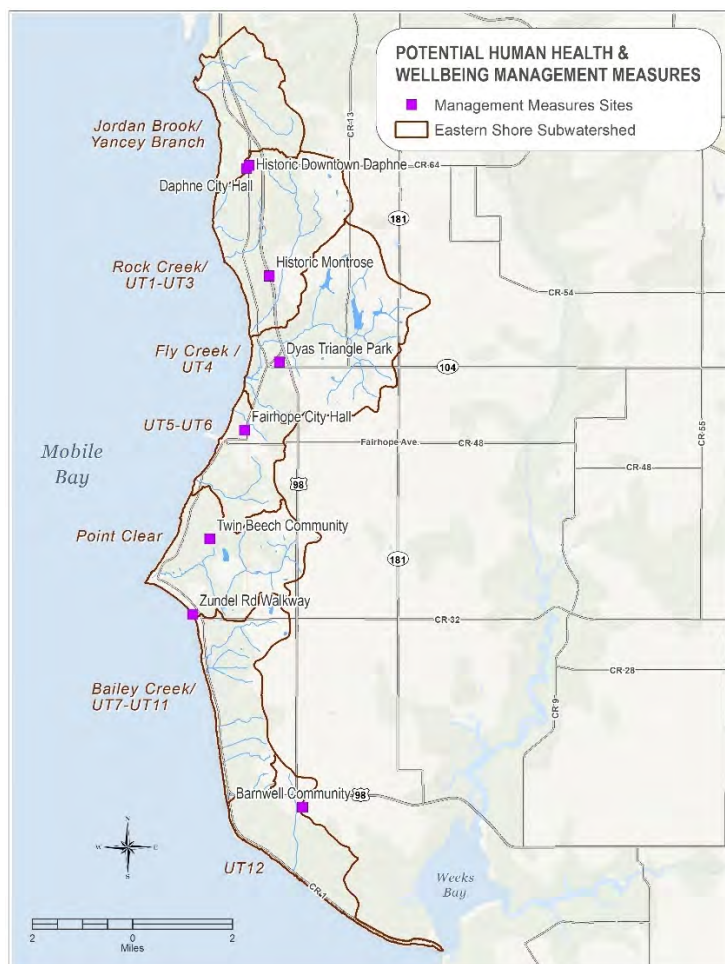 POTENTIAL HUMAN HEALTH &
WELLBEING MANAGEMENT MEASURES
Management Measures Sites
Eastern Shore Subwatershed
Jordan Brook/
Yancey Branch
CR-13
Historic Downtown Daphne
CR-64
Daphne City Hall
181
Rock Creek/
UT1-UT3
Historic Montrose
CR-54
Fly Creek /
UT4
Dyas Triangle Park
104
UT5-UT6
Fairhope City Hall
Fairhope Ave.
CR-48
CR-55
CR-48
Mobile
Bay
98
Point Clear
Twin Beech Community
181
Zundel Rd Walkway
CR-32
CR-28
Bailey Creek/
UT7-UT11
CR-9
Barnwell Community
98
N
W
E
S
UT12
CR-1
Weeks
Bay
2
0
2
Miles